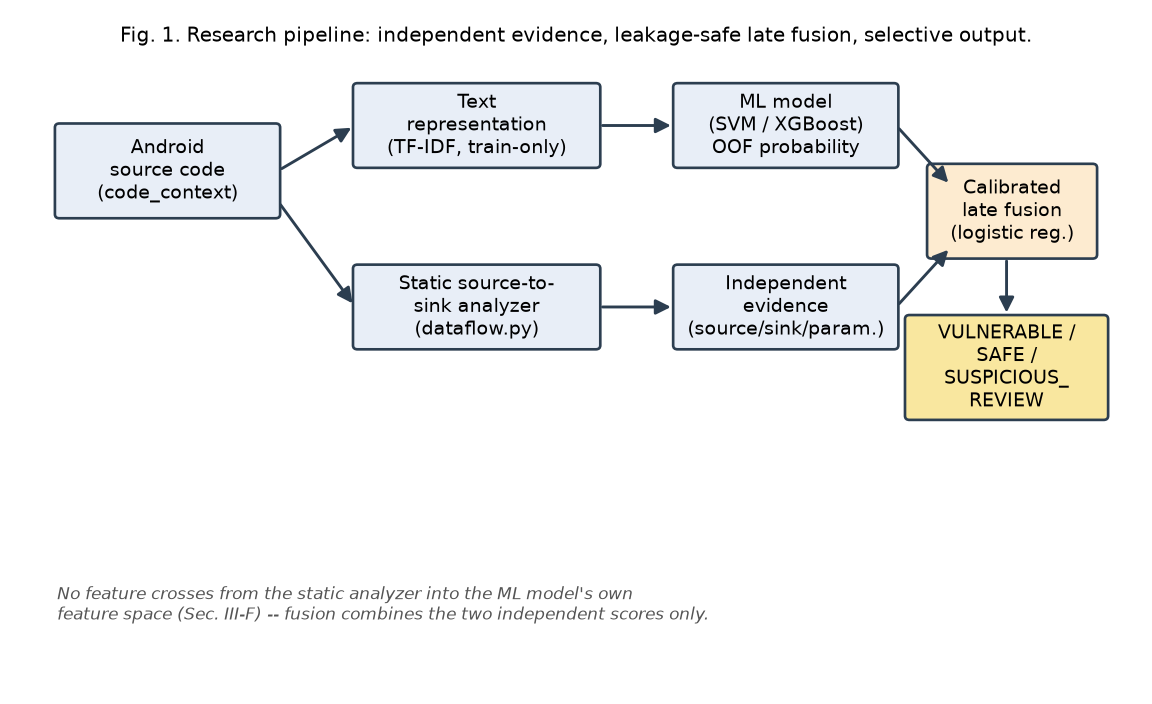 Fig. 1. Research pipeline: independent evidence, leakage-safe late fusion, selective output.
Android
source code
(code_context)
Text
representation
(TF-IDF, train-only)
ML model
(SVM / XGBoost)
OOF probability
Static source-to-
sink analyzer
(dataflow.py)
Independent
evidence
(source/sink/param.)
Calibrated
late fusion
(logistic reg.)
VULNERABLE /
SAFE /
SUSPICIOUS_
REVIEW
No feature crosses from the static analyzer into the ML model's own
feature space (Sec. III-F) -- fusion combines the two independent scores only.